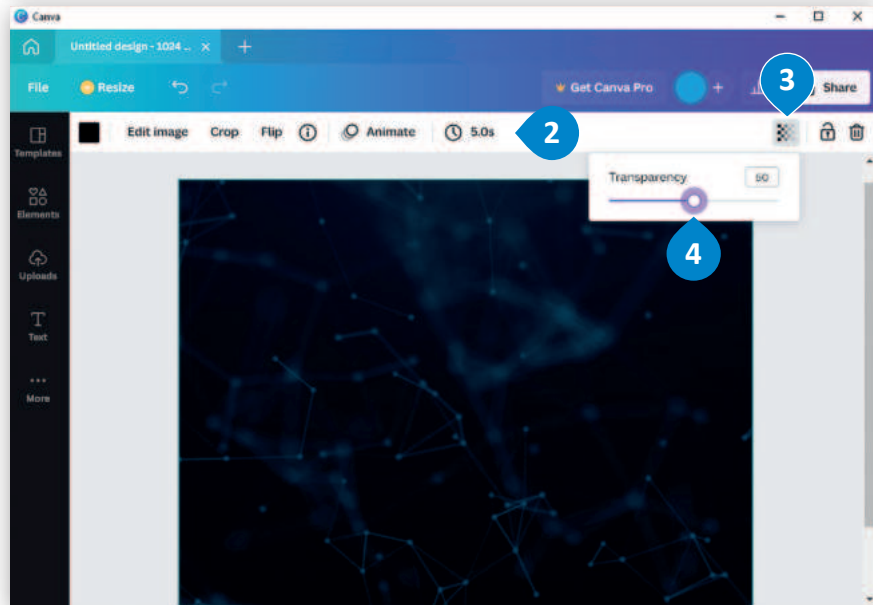 Canva
Untitled design - 1024 ...
File
Resize
Get Canva Pro
Share
3
Edit image
Crop
Flip
Animate
5.0s
2
Templates
Elements
Uploads
Text
More
Transparency
50
4